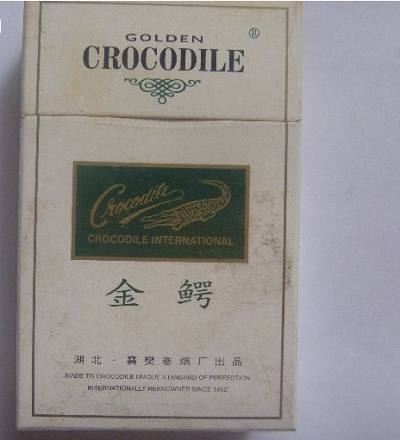 GOLDEN ®
CROCODILE
Crocodile
CROCODILE INTERNATIONAL
金 鳄
湖北·襄樊卷烟厂出品
MADE TO CROCODILE UNIQUE STANDARD OF PERFECTION
INTERNATIONALLY RERNOWNED SINCE 1952